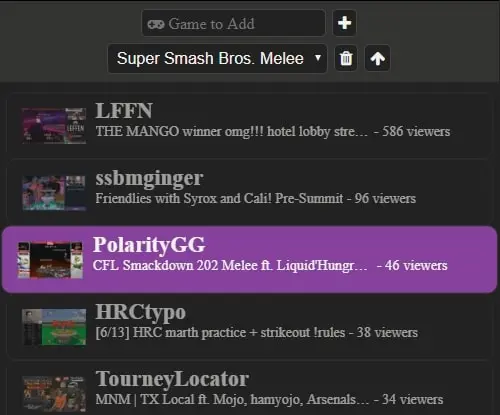 Game to Add
Super Smash Bros. Melee
LFFN
THE MANGO winner omg!!! hotel lobby stre… - 586 viewers
ssbmginger
Friendlies with Syrox and Cali! Pre-Summit - 96 viewers
PolarityGG
CFL Smackdown 202 Melee ft. Liquid'Hungr… - 46 viewers
HRCtypo
[6/13] HRC marth practice + strikeout !rules - 38 viewers
TourneyLocator
MNM | TX Local ft. Mojo, hamyojo, Arsenals… - 34 viewers